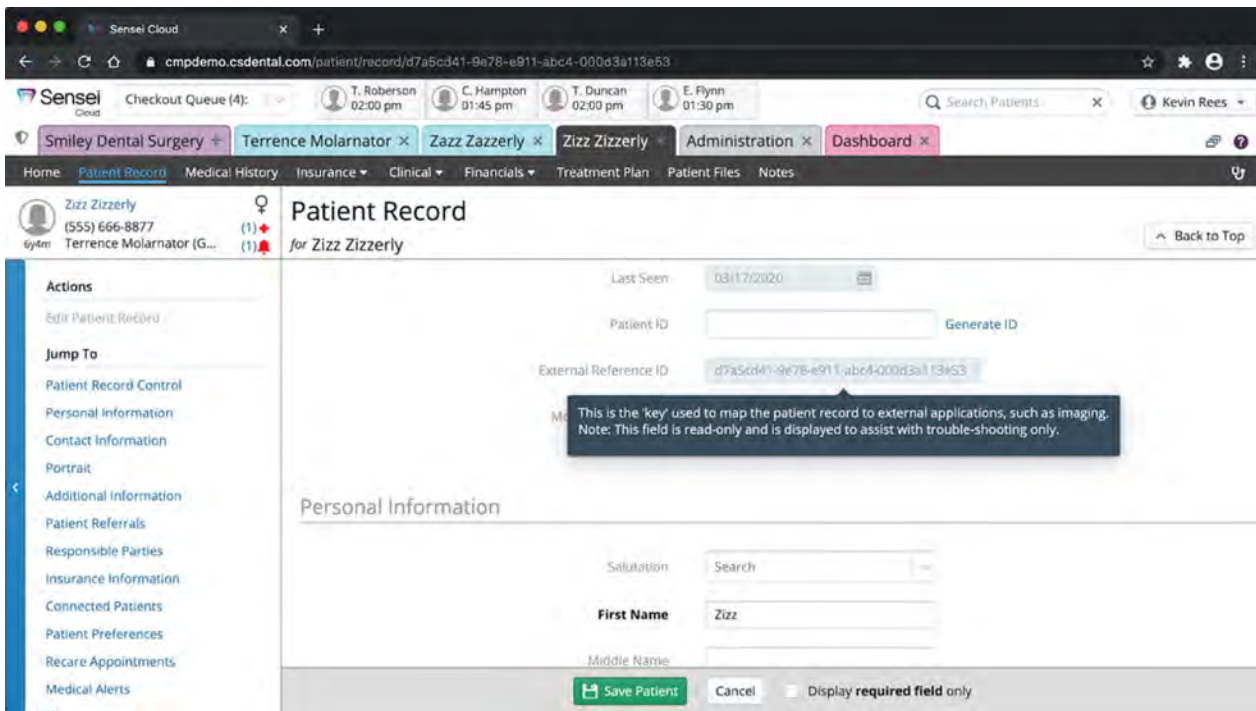 Sensei Cloud
cmpdemo.csdental.com/patient/record/d7a5cd41-9e78-e911-abc4-000d3a113e53
Sensei
Cloud
Checkout Queue (4):
T. Roberson
02:00 pm
C. Hampton
01:45 pm
T. Duncan
02:00 pm
E. Flynn
01:30 pm
Search Patients
Kevin Rees
Smiley Dental Surgery
Terrence Molarnator
Zazz Zazzerly
Zizz Zizzerly
Administration
Dashboard
Home Patient Record Medical History Insurance Clinical Financials Treatment Plan Patient Files Notes
Zizz Zizzerly
(555) 666-8877 (1)
6y4m Terrence Molarnator (G... (1)
Patient Record
for Zizz Zizzerly
Back to Top
Actions
Edit Patient Record
Jump To
Patient Record Control
Personal Information
Contact Information
Portrait
Additional Information
Patient Referrals
Responsible Parties
Insurance Information
Connected Patients
Patient Preferences
Recare Appointments
Medical Alerts
Last Seen 03/17/2020
Patient ID Generate ID
External Reference ID d7a5cd41-9e78-e911-abc4-000d3a113e53
This is the 'key' used to map the patient record to external applications, such as imaging.
Note: This field is read-only and is displayed to assist with trouble-shooting only.
Personal Information
Salutation Search
First Name Zizz
Middle Name
Save Patient Cancel Display required field only